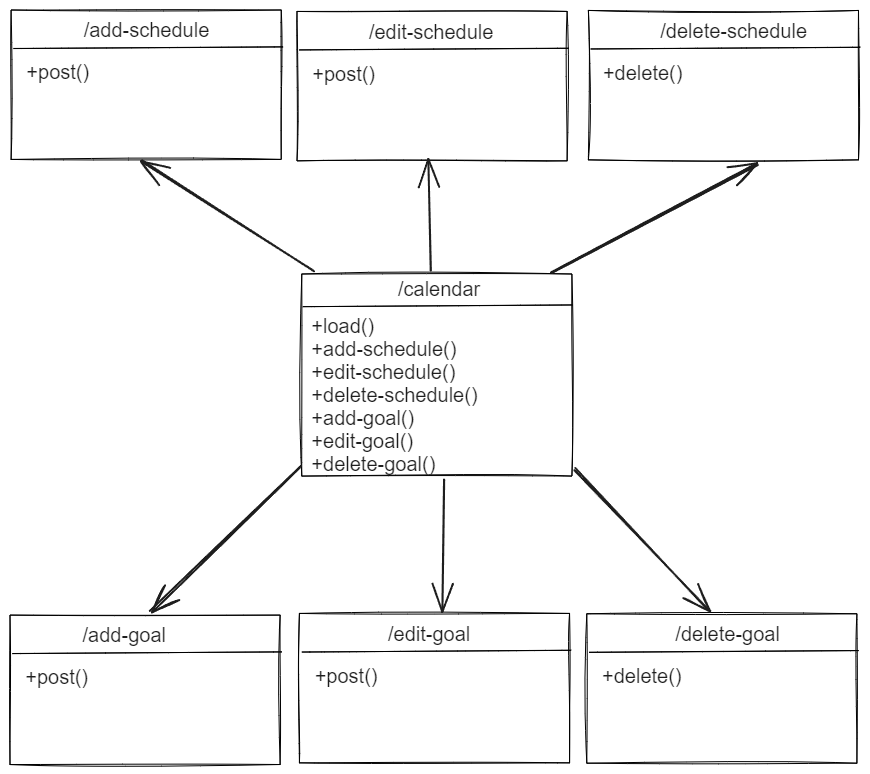 /add-schedule
+post()
/edit-schedule
+post()
/delete-schedule
+delete()
/calendar
+load()
+add-schedule()
+edit-schedule()
+delete-schedule()
+add-goal()
+edit-goal()
+delete-goal()
/add-goal
+post()
/edit-goal
+post()
/delete-goal
+delete()